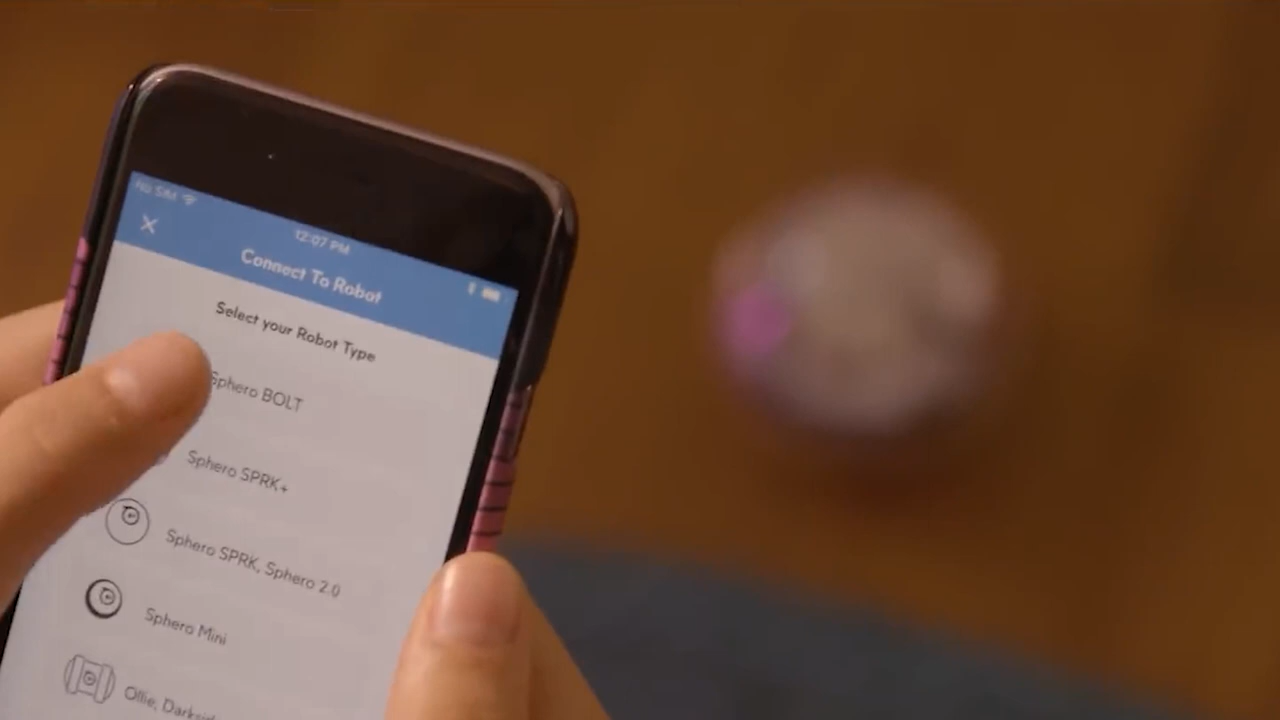 No SIM
12:07 PM
Connect To Robot
Select your Robot Type
Sphero BOLT
Sphero SPRK+
Sphero SPRK, Sphero 2.0
Sphero Mini
Ollie,